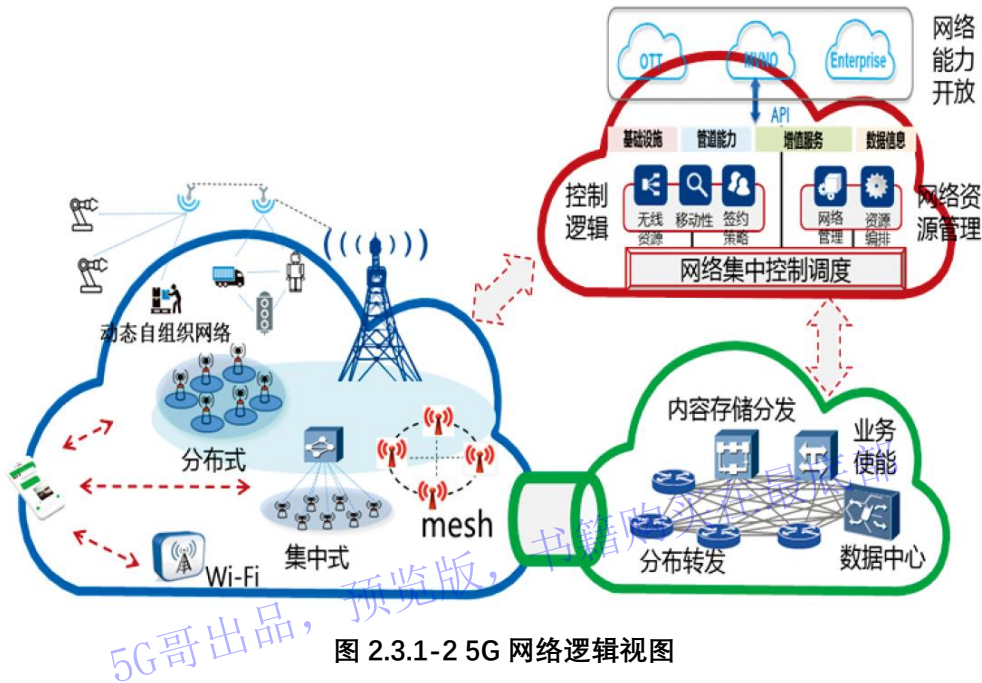 OTT
MVNO
Enterprise
网络
能力
开放
API
基础设施
管道能力
增值服务
数据信息
控制
逻辑
无线
资源
移动性
签约
策略
网络
管理
资源
编排
网络资
源管理
网络集中控制调度
动态自组织网络
分布式
集中式
mesh
Wi-Fi
内容存储分发
业务
使能
分布转发
数据中心
5G哥出品，预览版，书籍购买在最底部
图 2.3.1-2 5G 网络逻辑视图